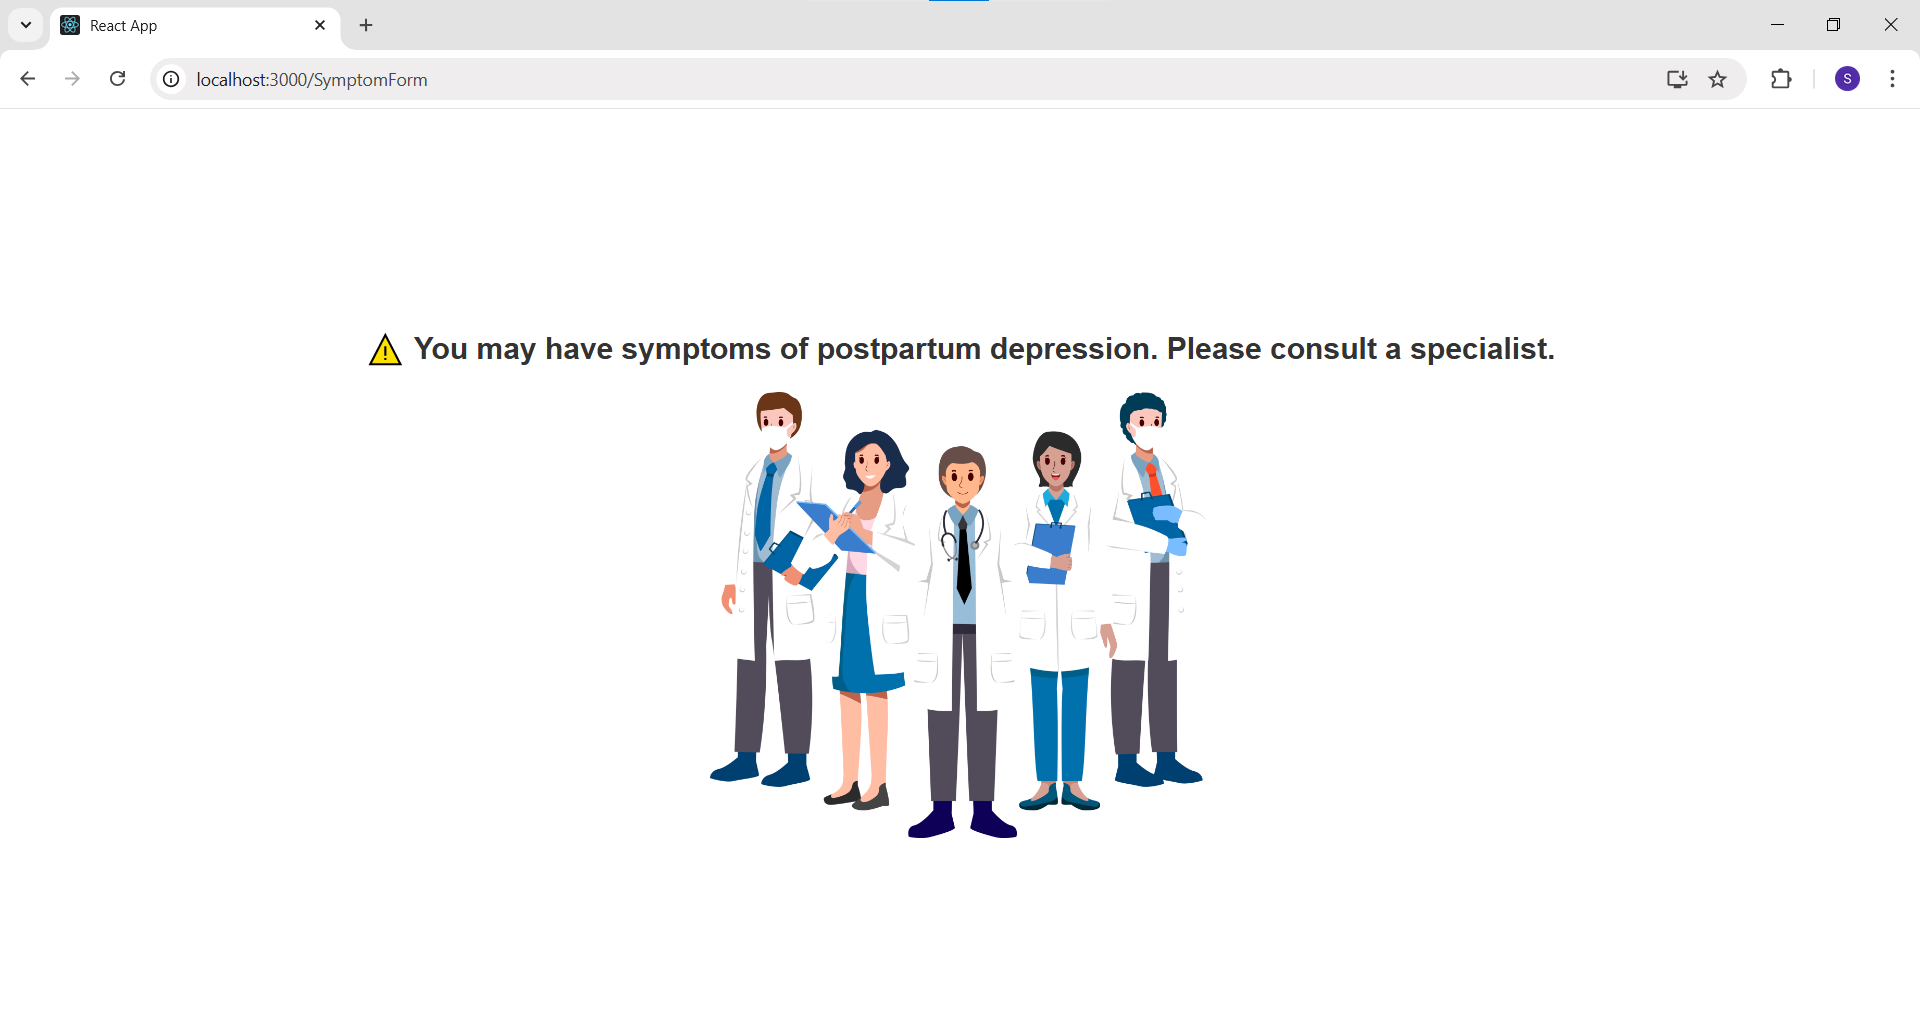 React App
localhost:3000/SymptomForm
S
⚠ You may have symptoms of postpartum depression. Please consult a specialist.